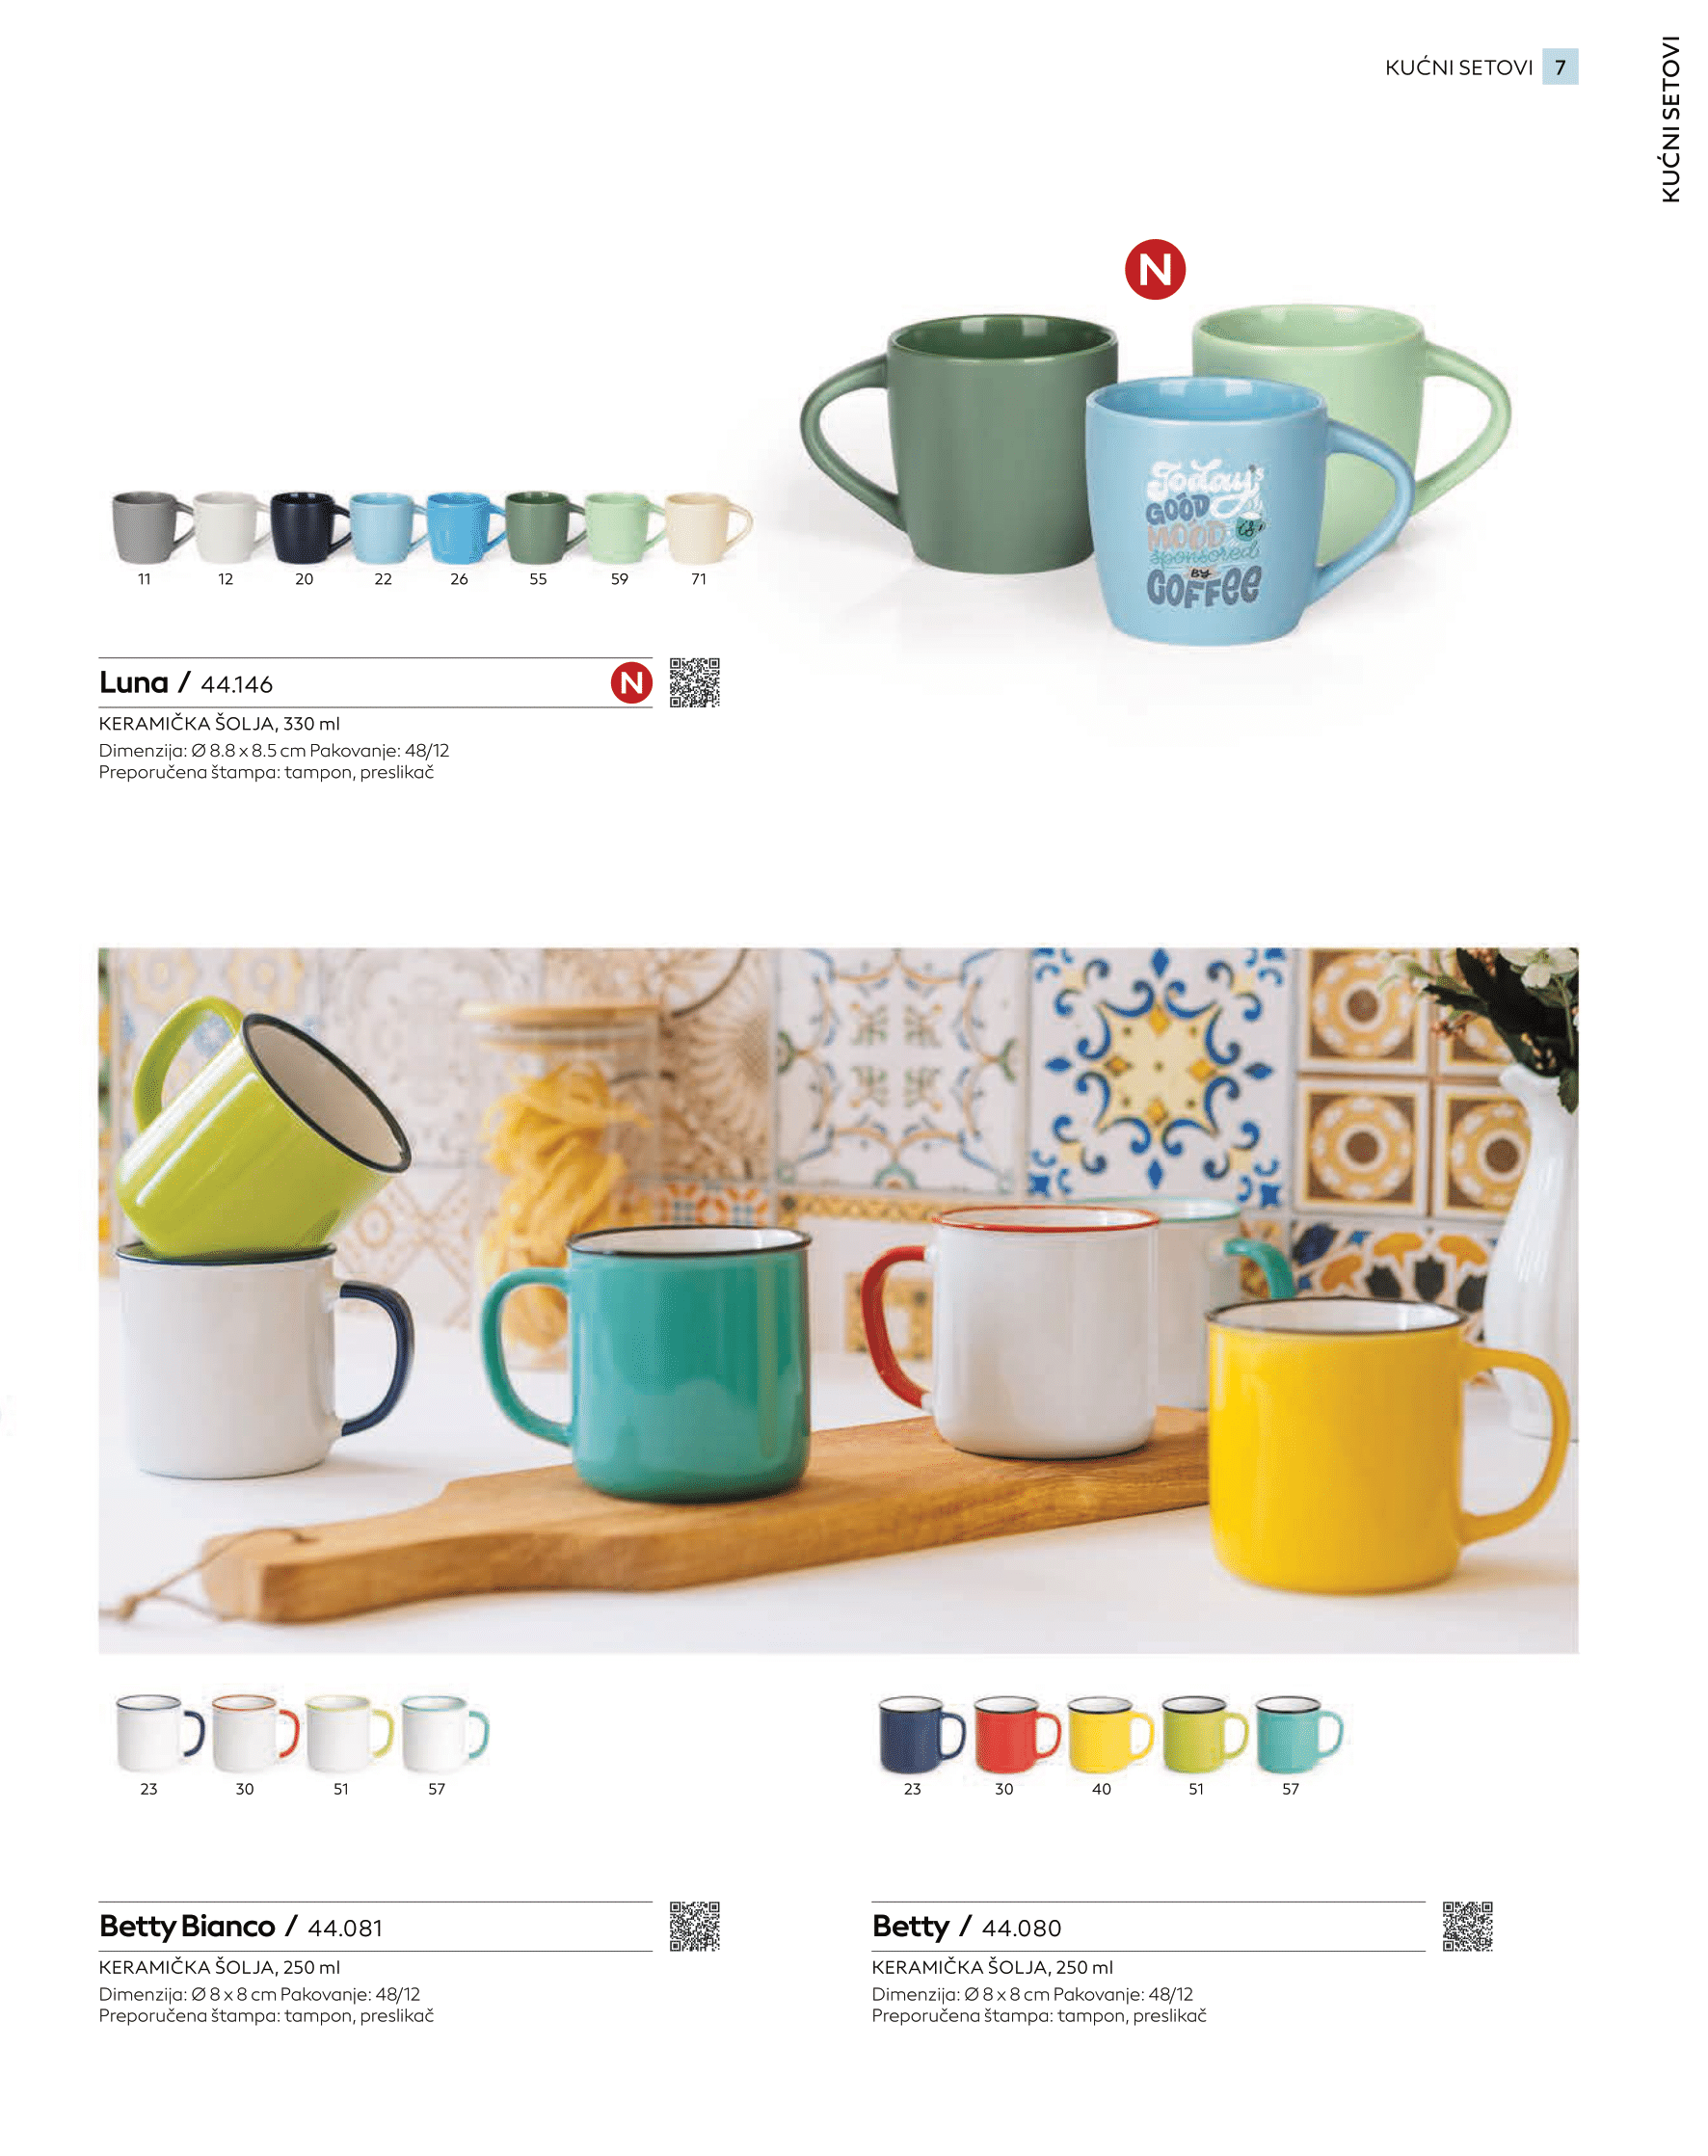 KUĆNI SETOVI 7
KUĆNI SETOVI
N
Today's
GOOD
MOOD is
sponsored
BY
COFFEE
11 12 20 22 26 55 59 71
Luna / 44.146 N
KERAMIČKA ŠOLJA, 330 ml
Dimenzija: Ø 8.8 x 8.5 cm Pakovanje: 48/12
Preporučena štampa: tampon, preslikač
23 30 51 57
23 30 40 51 57
Betty Bianco / 44.081
KERAMIČKA ŠOLJA, 250 ml
Dimenzija: Ø 8 x 8 cm Pakovanje: 48/12
Preporučena štampa: tampon, preslikač
Betty / 44.080
KERAMIČKA ŠOLJA, 250 ml
Dimenzija: Ø 8 x 8 cm Pakovanje: 48/12
Preporučena štampa: tampon, preslikač